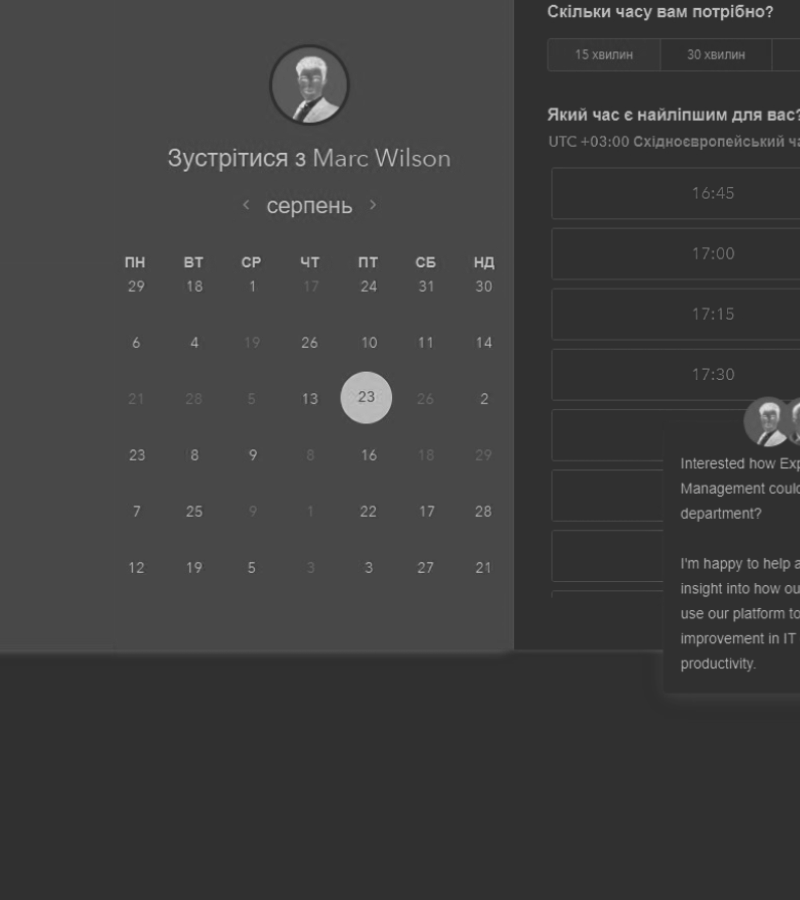 Зустрітися з Marc Wilson
‹ серпень ›
ПН ВТ СР ЧТ ПТ СБ НД
29 18 1 17 24 31 30
6 4 19 26 10 11 14
21 28 5 13 23 26 2
23 8 9 8 16 18 29
7 25 9 1 22 17 28
12 19 5 3 3 27 21
Скільки часу вам потрібно?
15 хвилин 30 хвилин
Який час є найліпшим для вас?
UTC +03:00 Східноєвропейський
16:45
17:00
17:15
17:30
Interested how
Management
department?
I'm happy to help
insight into how
use our platform to
improvement in IT
productivity.